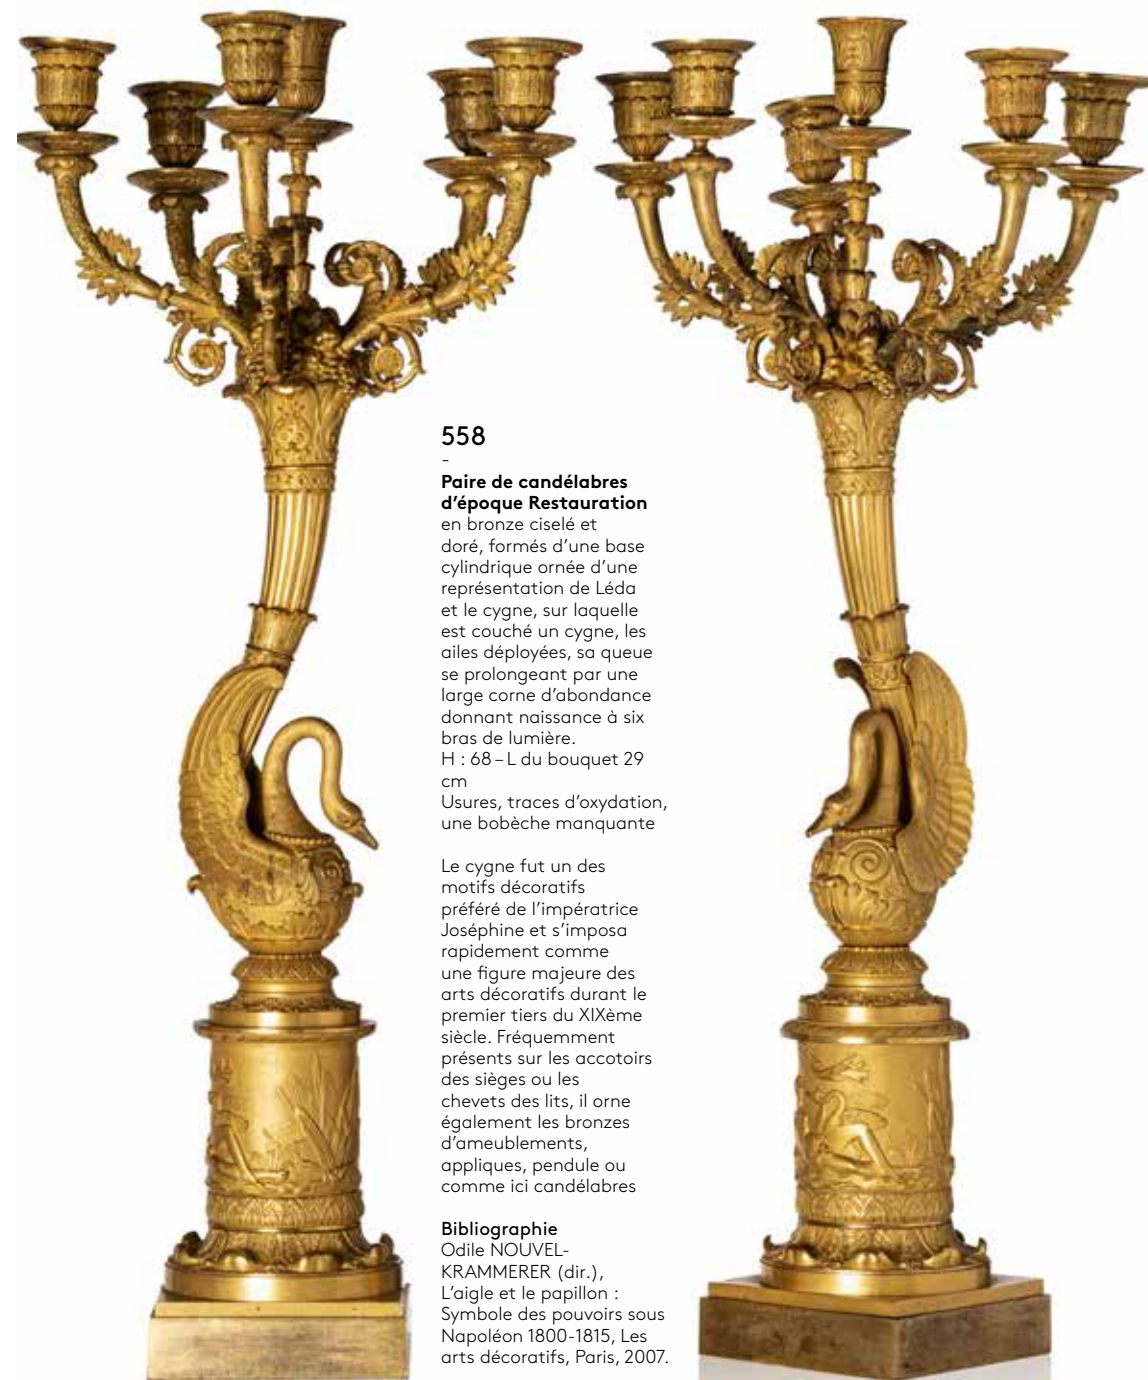 558
-
Paire de candélabres
d'époque Restauration
en bronze ciselé et
doré, formés d'une base
cylindrique ornée d'une
représentation de Léda
et le cygne, sur laquelle
est couché un cygne, les
ailes déployées, sa queue
se prolongeant par une
large corne d'abondance
donnant naissance à six
bras de lumière.
H : 68 – L du bouquet 29
cm
Usures, traces d'oxydation,
une bobèche manquante
Le cygne fut un des
motifs décoratifs
préféré de l'impératrice
Joséphine et s'imposa
rapidement comme
une figure majeure des
arts décoratifs durant le
premier tiers du XIXème
siècle. Fréquemment
présents sur les accotoirs
des sièges ou les
chevets des lits, il orne
également les bronzes
d'ameublements,
appliques, pendule ou
comme ici candélabres
Bibliographie
Odile NOUVEL-
KRAMMERER (dir.),
L'aigle et le papillon :
Symbole des pouvoirs sous
Napoléon 1800-1815, Les
arts décoratifs, Paris, 2007.